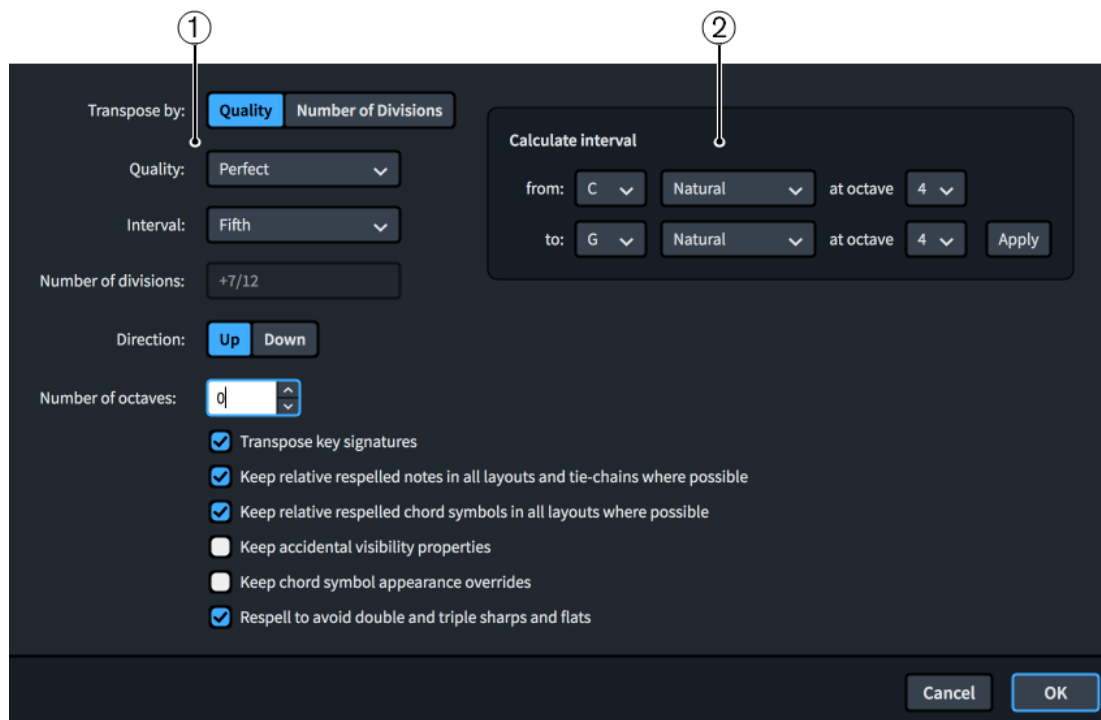 ① ②
Transpose by: Quality Number of Divisions
Quality: Perfect
Interval: Fifth
Number of divisions: +7/12
Direction: Up Down
Number of octaves: 0
Transpose key signatures
Keep relative respelled notes in all layouts and tie-chains where possible
Keep relative respelled chord symbols in all layouts where possible
Keep accidental visibility properties
Keep chord symbol appearance overrides
Respell to avoid double and triple sharps and flats
Calculate interval
from: C Natural at octave 4
to: G Natural at octave 4 Apply
Cancel OK